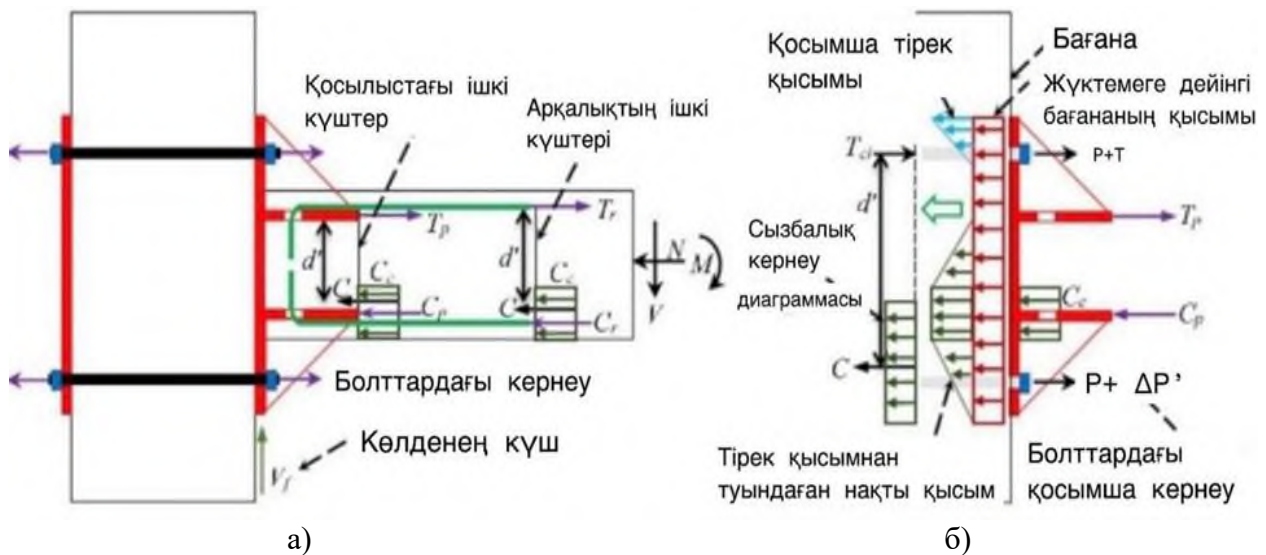 Қосылыстағы ішкі
күштер
Арқалықтың ішкі
күштері
T_p
T_r
d'
d'
C_c
C_c
C
C
C_p
C_r
N
M
V
Болттардағы кернеу
Көлденең күш
V_f
а)
Қосымша тірек
қысымы
Бағана
Жүктемеге дейінгі
бағананың қысымы
P+T
d'
T_p
Сызбалық
кернеу
диаграммасы
C_c
C_p
C
P+ ΔP’
Тірек қысымнан
туындаған нақты қысым
Болттардағы
қосымша кернеу
б)